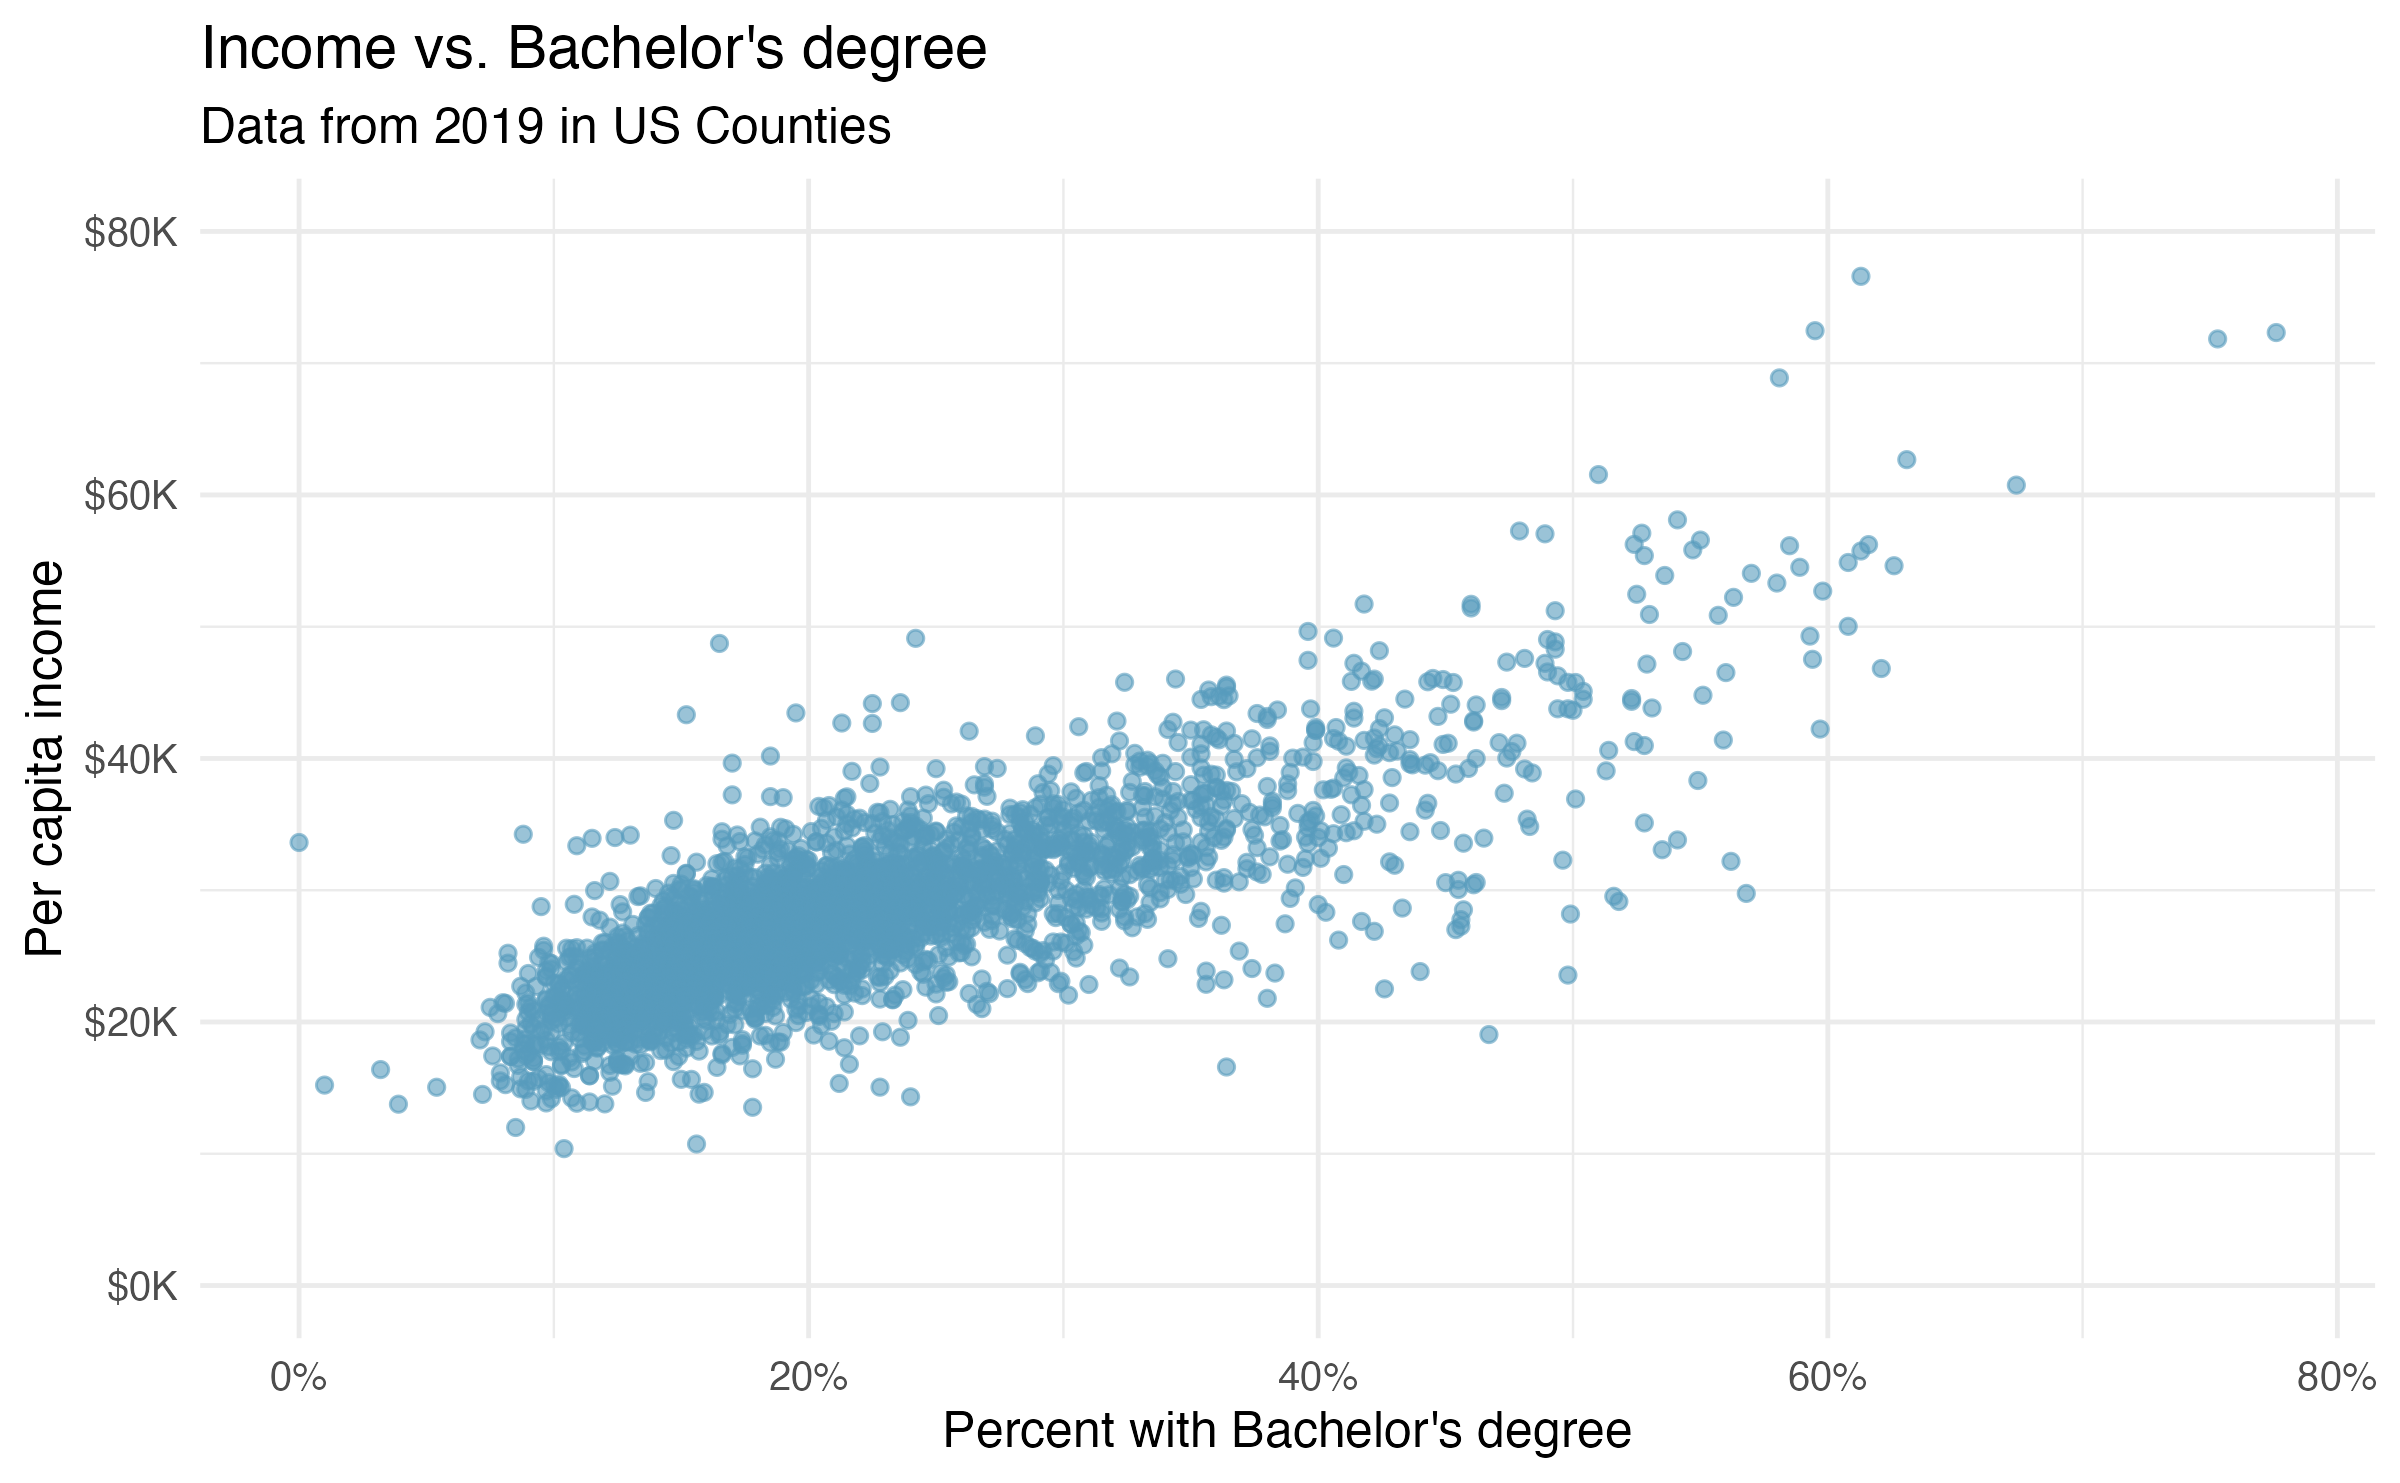 Income vs. Bachelor's degree
Data from 2019 in US Counties
$80K
$60K
$40K
$20K
$0K
Per capita income
0% 20% 40% 60% 80%
Percent with Bachelor's degree